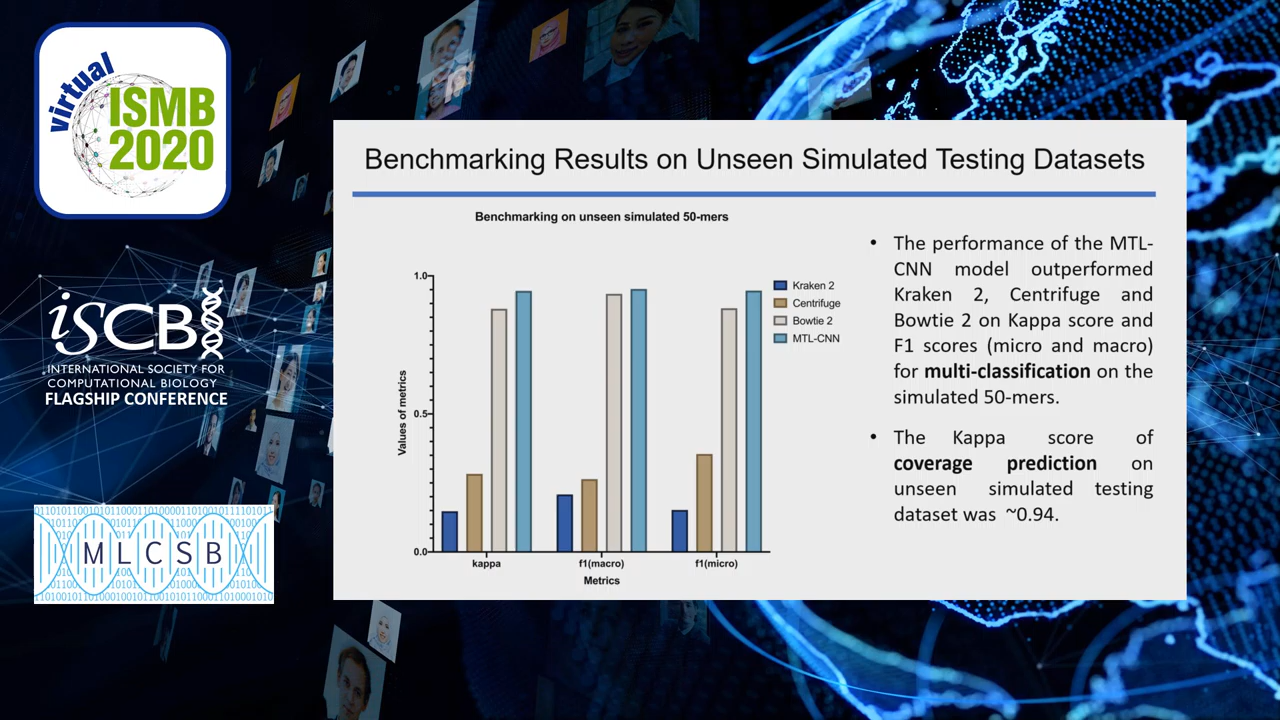 virtual
ISMB
2020
iSCB
INTERNATIONAL SOCIETY FOR
COMPUTATIONAL BIOLOGY
FLAGSHIP CONFERENCE
MLCSB
Benchmarking Results on Unseen Simulated Testing Datasets
Benchmarking on unseen simulated 50-mers
1.0
0.5
0.0
Values of metrics
kappa
f1(macro)
f1(micro)
Metrics
Kraken 2
Centrifuge
Bowtie 2
MTL-CNN
• The performance of the MTL-
CNN model outperformed
Kraken 2, Centrifuge and
Bowtie 2 on Kappa score and
F1 scores (micro and macro)
for multi-classification on the
simulated 50-mers.
• The Kappa score of
coverage prediction on
unseen simulated testing
dataset was ~0.94.